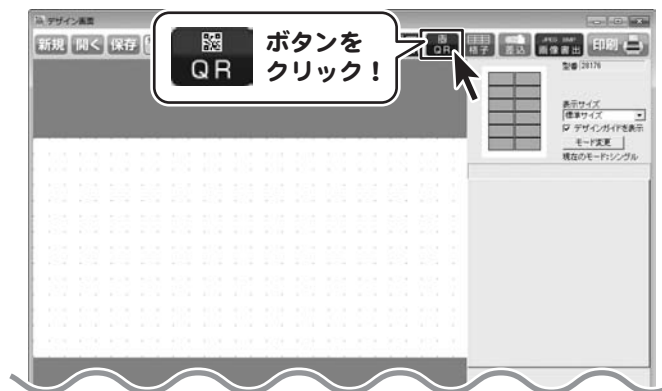 デザイン画面
新規 開く 保存
QR
ボタンを
クリック！
QR 格子 差込 JPEG BMP 画像書出 印刷
型番 28176
表示サイズ
標準サイズ
デザインガイドを表示
モード変更
現在のモード:シングル